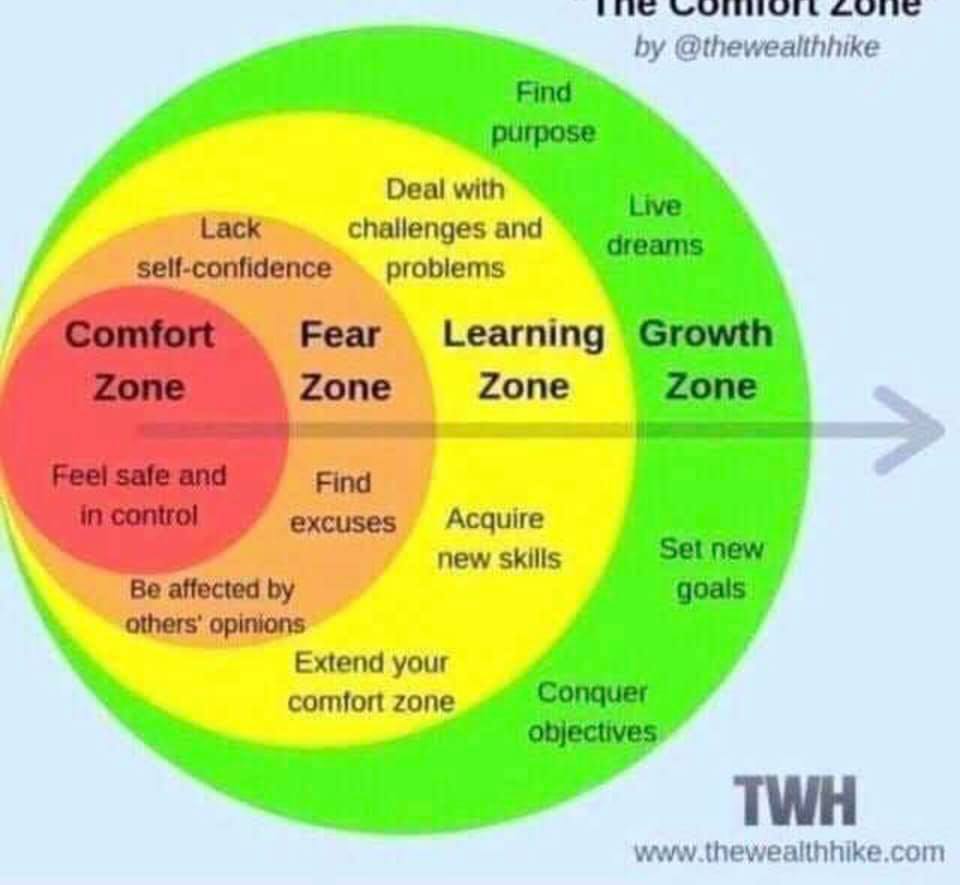 The Comfort Zone
by @thewealthhike
Find
purpose
Live
dreams
Deal with
challenges and
problems
Lack
self-confidence
Comfort
Zone
Fear
Zone
Learning
Zone
Growth
Zone
Feel safe and
in control
Find
excuses
Acquire
new skills
Set new
goals
Be affected by
others' opinions
Extend your
comfort zone
Conquer
objectives
TWH
www.thewealthhike.com